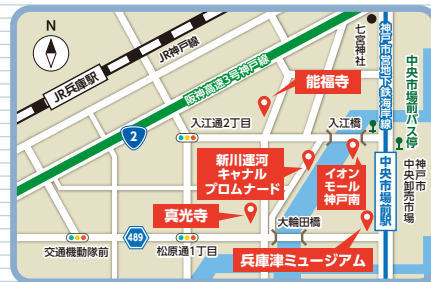 N
JR兵庫駅
JR神戸線
阪神高速3号神戸線
七宮神社
神戸市営地下鉄海岸線
中央市場前バス停
能福寺
2
入江通2丁目
入江橋
新川運河
キャナル
プロムナード
イオン
モール
神戸南
中央市場前駅
神戸市
中央卸売市場
真光寺
大輪田橋
交通機動隊前
489
松原通1丁目
兵庫津ミュージアム